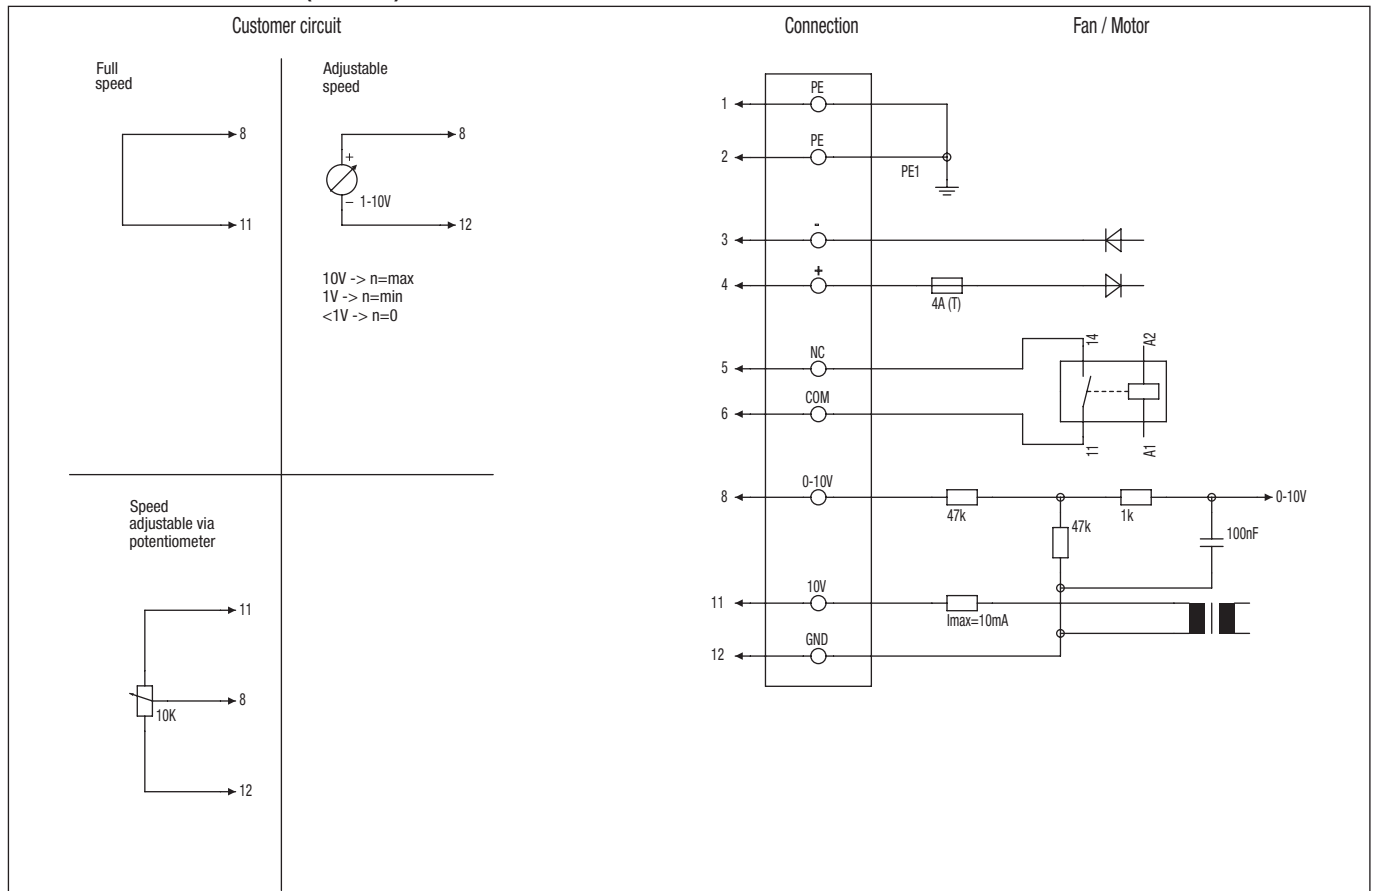 Customer circuit
Connection
Fan / Motor
Full
speed
8
11
Adjustable
speed
8
+
– 1-10V
12
10V -> n=max
1V -> n=min
<1V -> n=0
Speed
adjustable via
potentiometer
11
8
10K
12
1
PE
2
PE
PE1
3
-
4
+
4A (T)
5
NC
6
COM
14
A2
11
A1
8
0-10V
47k
47k
1k
0-10V
100nF
11
10V
Imax=10mA
12
GND